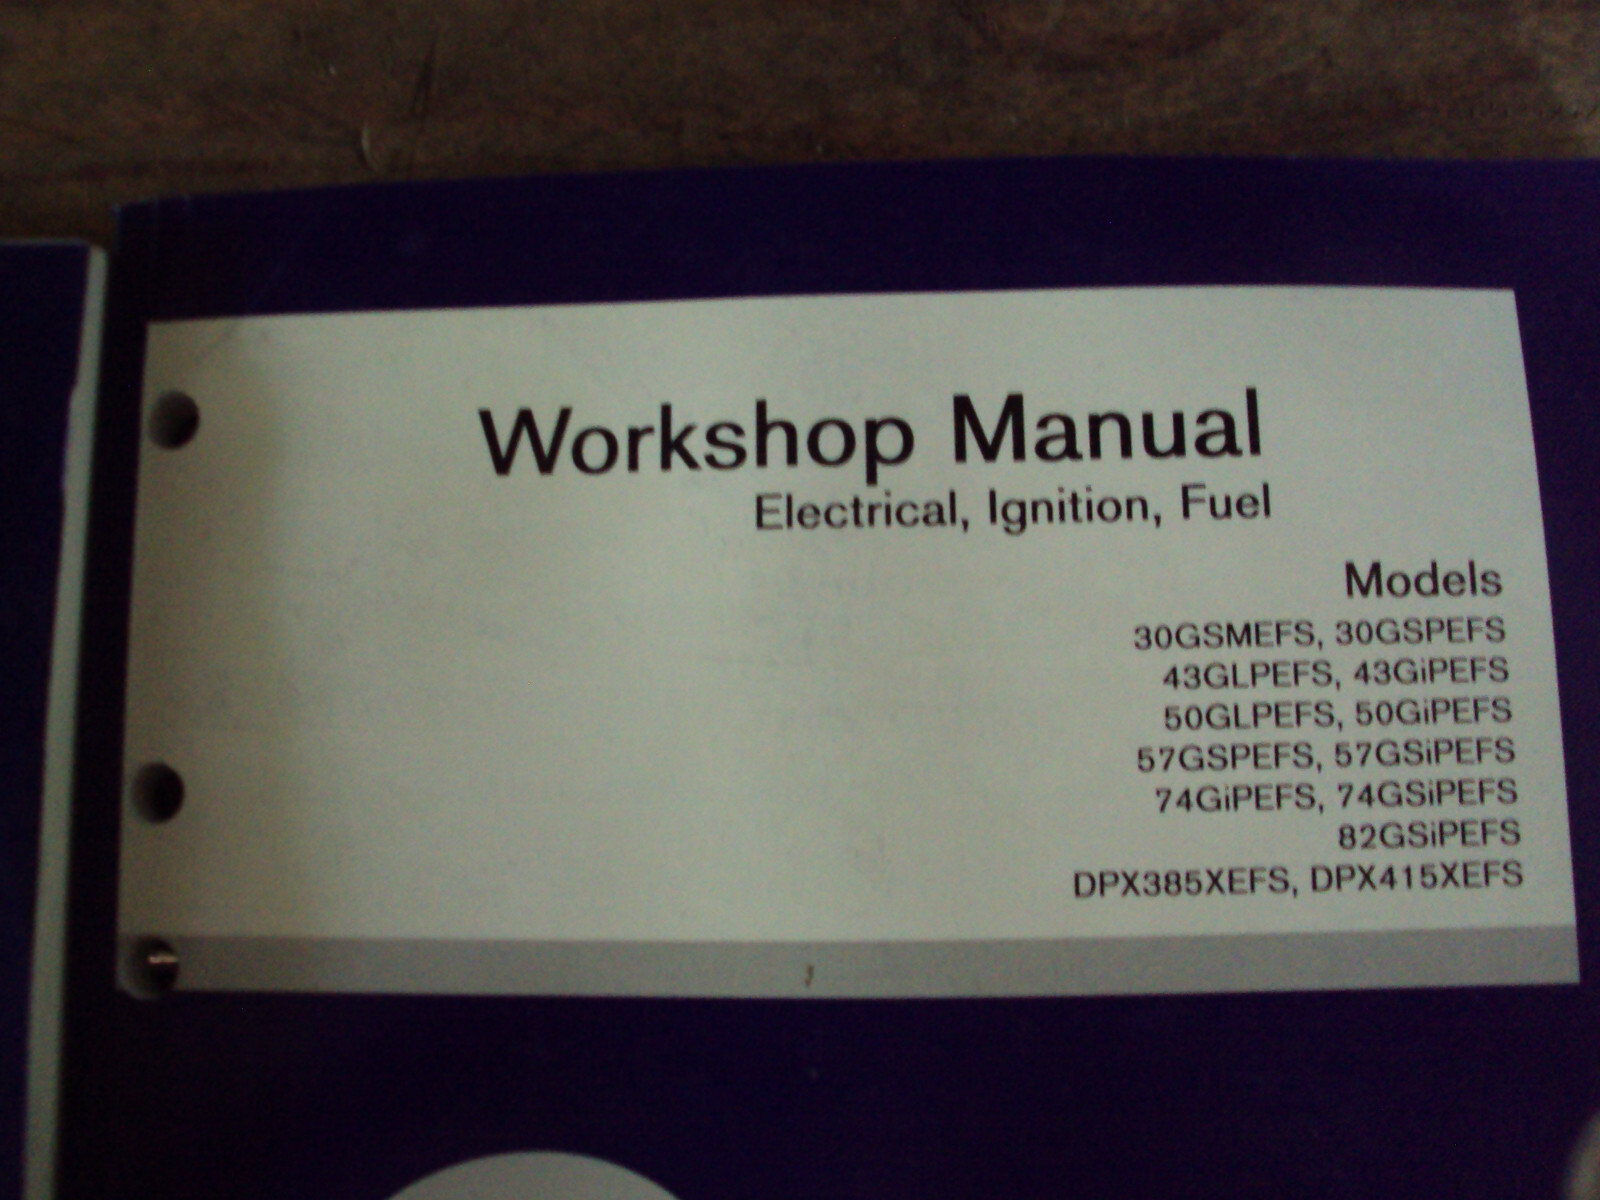 Workshop Manual
Electrical, Ignition, Fuel
Models
30GSMEFS, 30GSPEFS
43GLPEFS, 43GiPEFS
50GLPEFS, 50GiPEFS
57GSPEFS, 57GSiPEFS
74GiPEFS, 74GSiPEFS
82GSiPEFS
DPX385XEFS, DPX415XEFS